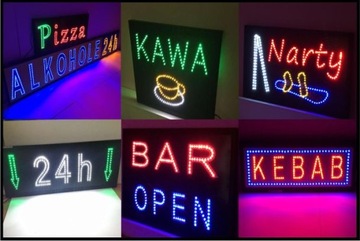 Pizza
ALKOHOLE 24h
KAWA
Narty
24h
BAR
OPEN
KEBAB